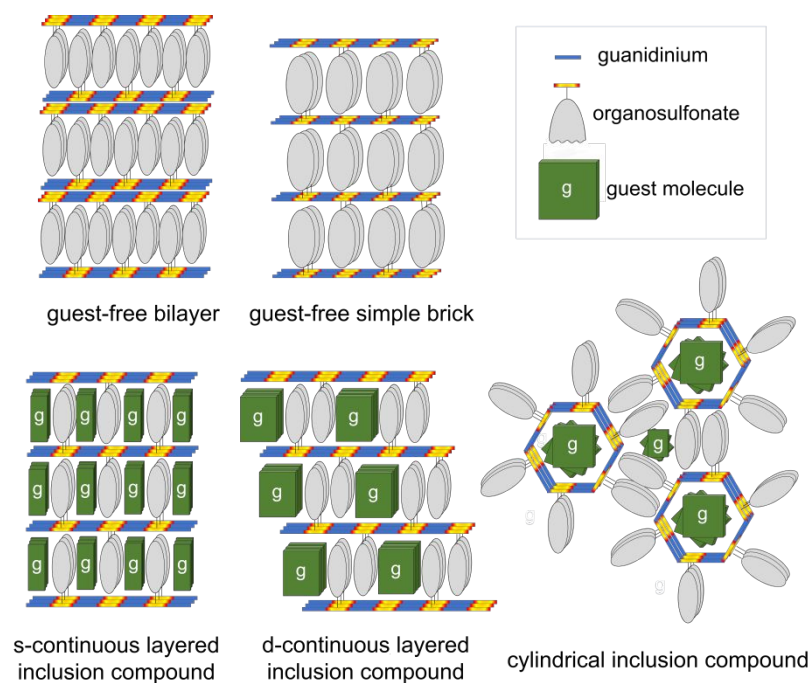 guanidinium
organosulfonate
g
guest molecule
guest-free bilayer
guest-free simple brick
g g g g
g g g g
g g g g
g g
g g
g g
g
g
g
g
g
g
s-continuous layered
inclusion compound
d-continuous layered
inclusion compound
cylindrical inclusion compound